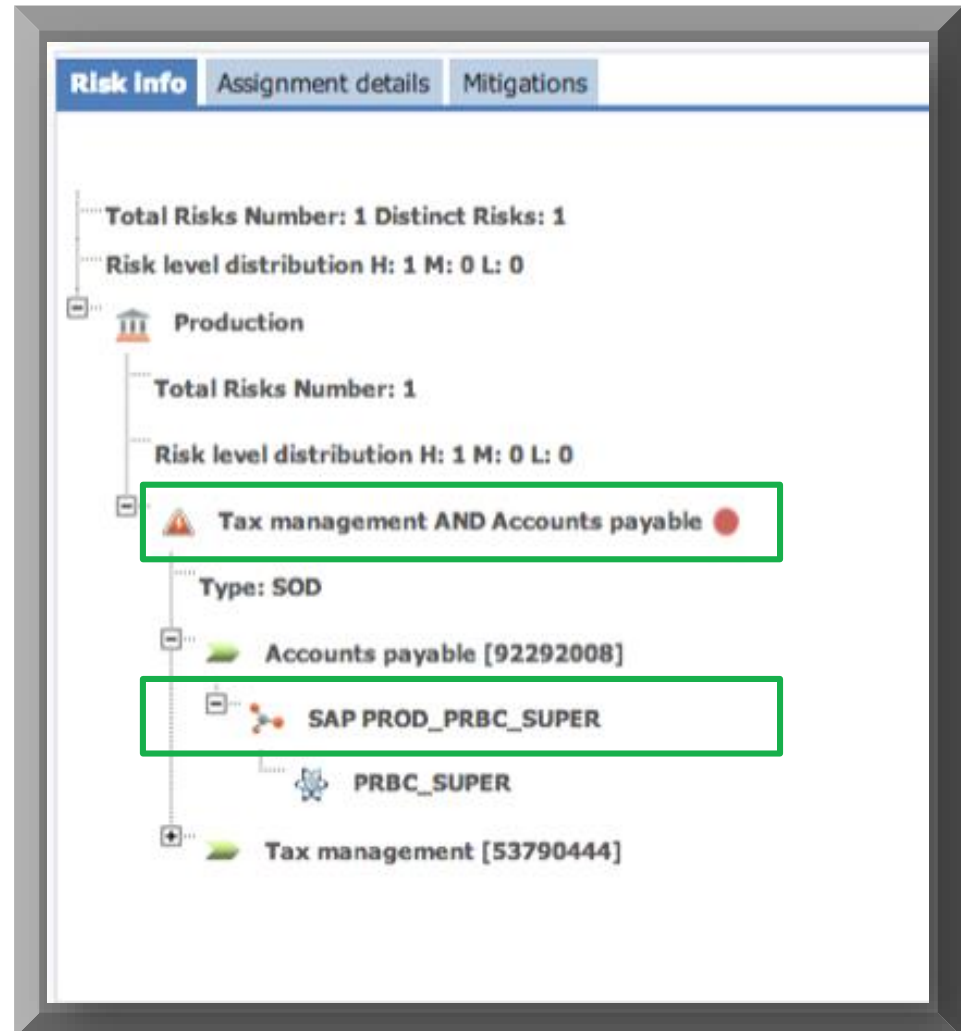 Risk info Assignment details Mitigations
Total Risks Number: 1 Distinct Risks: 1
Risk level distribution H: 1 M: 0 L: 0
Production
Total Risks Number: 1
Risk level distribution H: 1 M: 0 L: 0
Tax management AND Accounts payable
Type: SOD
Accounts payable [92292008]
SAP PROD_PRBC_SUPER
PRBC_SUPER
Tax management [53790444]